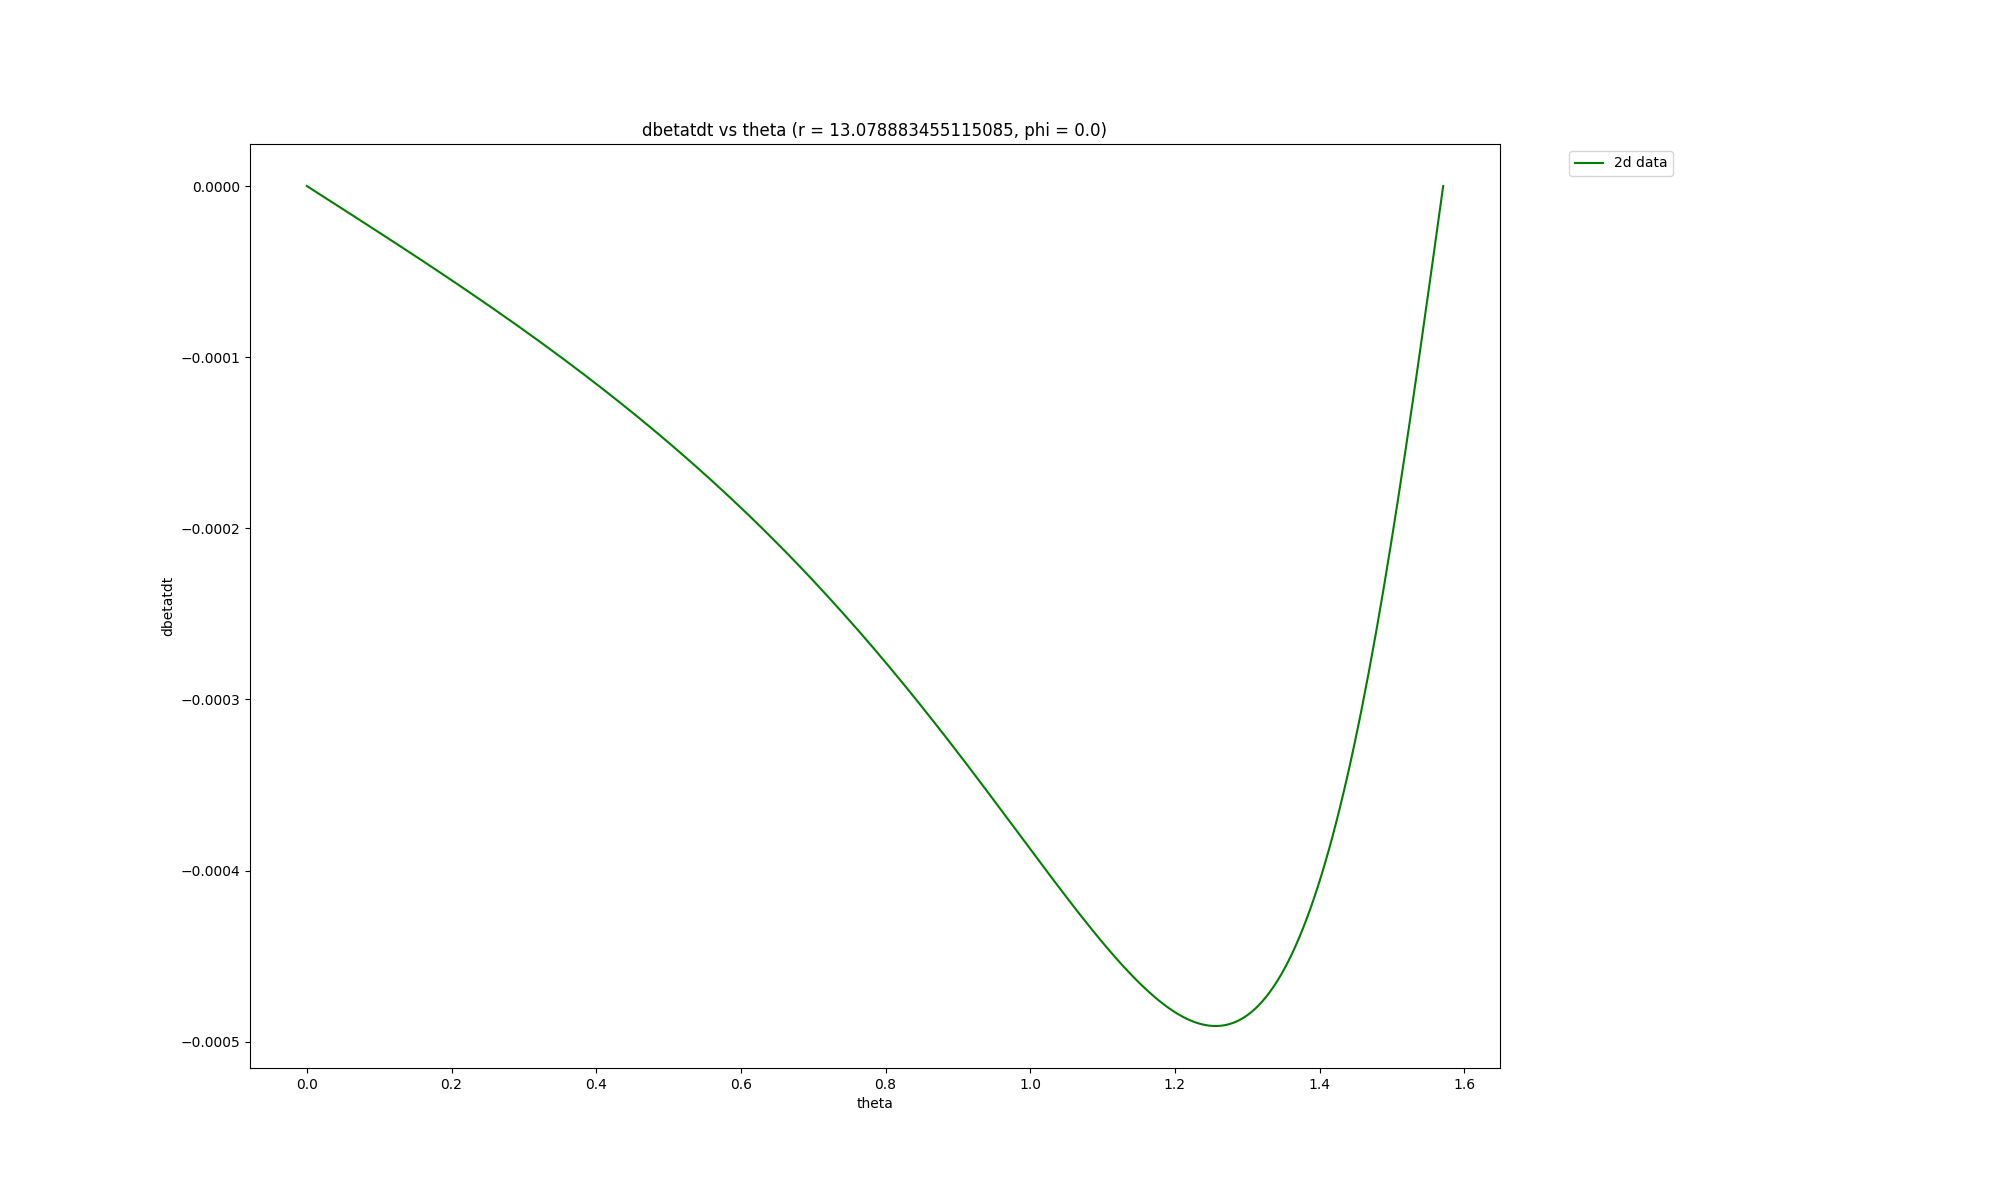 dbetatdt vs theta (r = 13.078883455115085, phi = 0.0)
2d data
0.0000
−0.0001
−0.0002
−0.0003
−0.0004
−0.0005
dbetatdt
0.0 0.2 0.4 0.6 0.8 1.0 1.2 1.4 1.6
theta